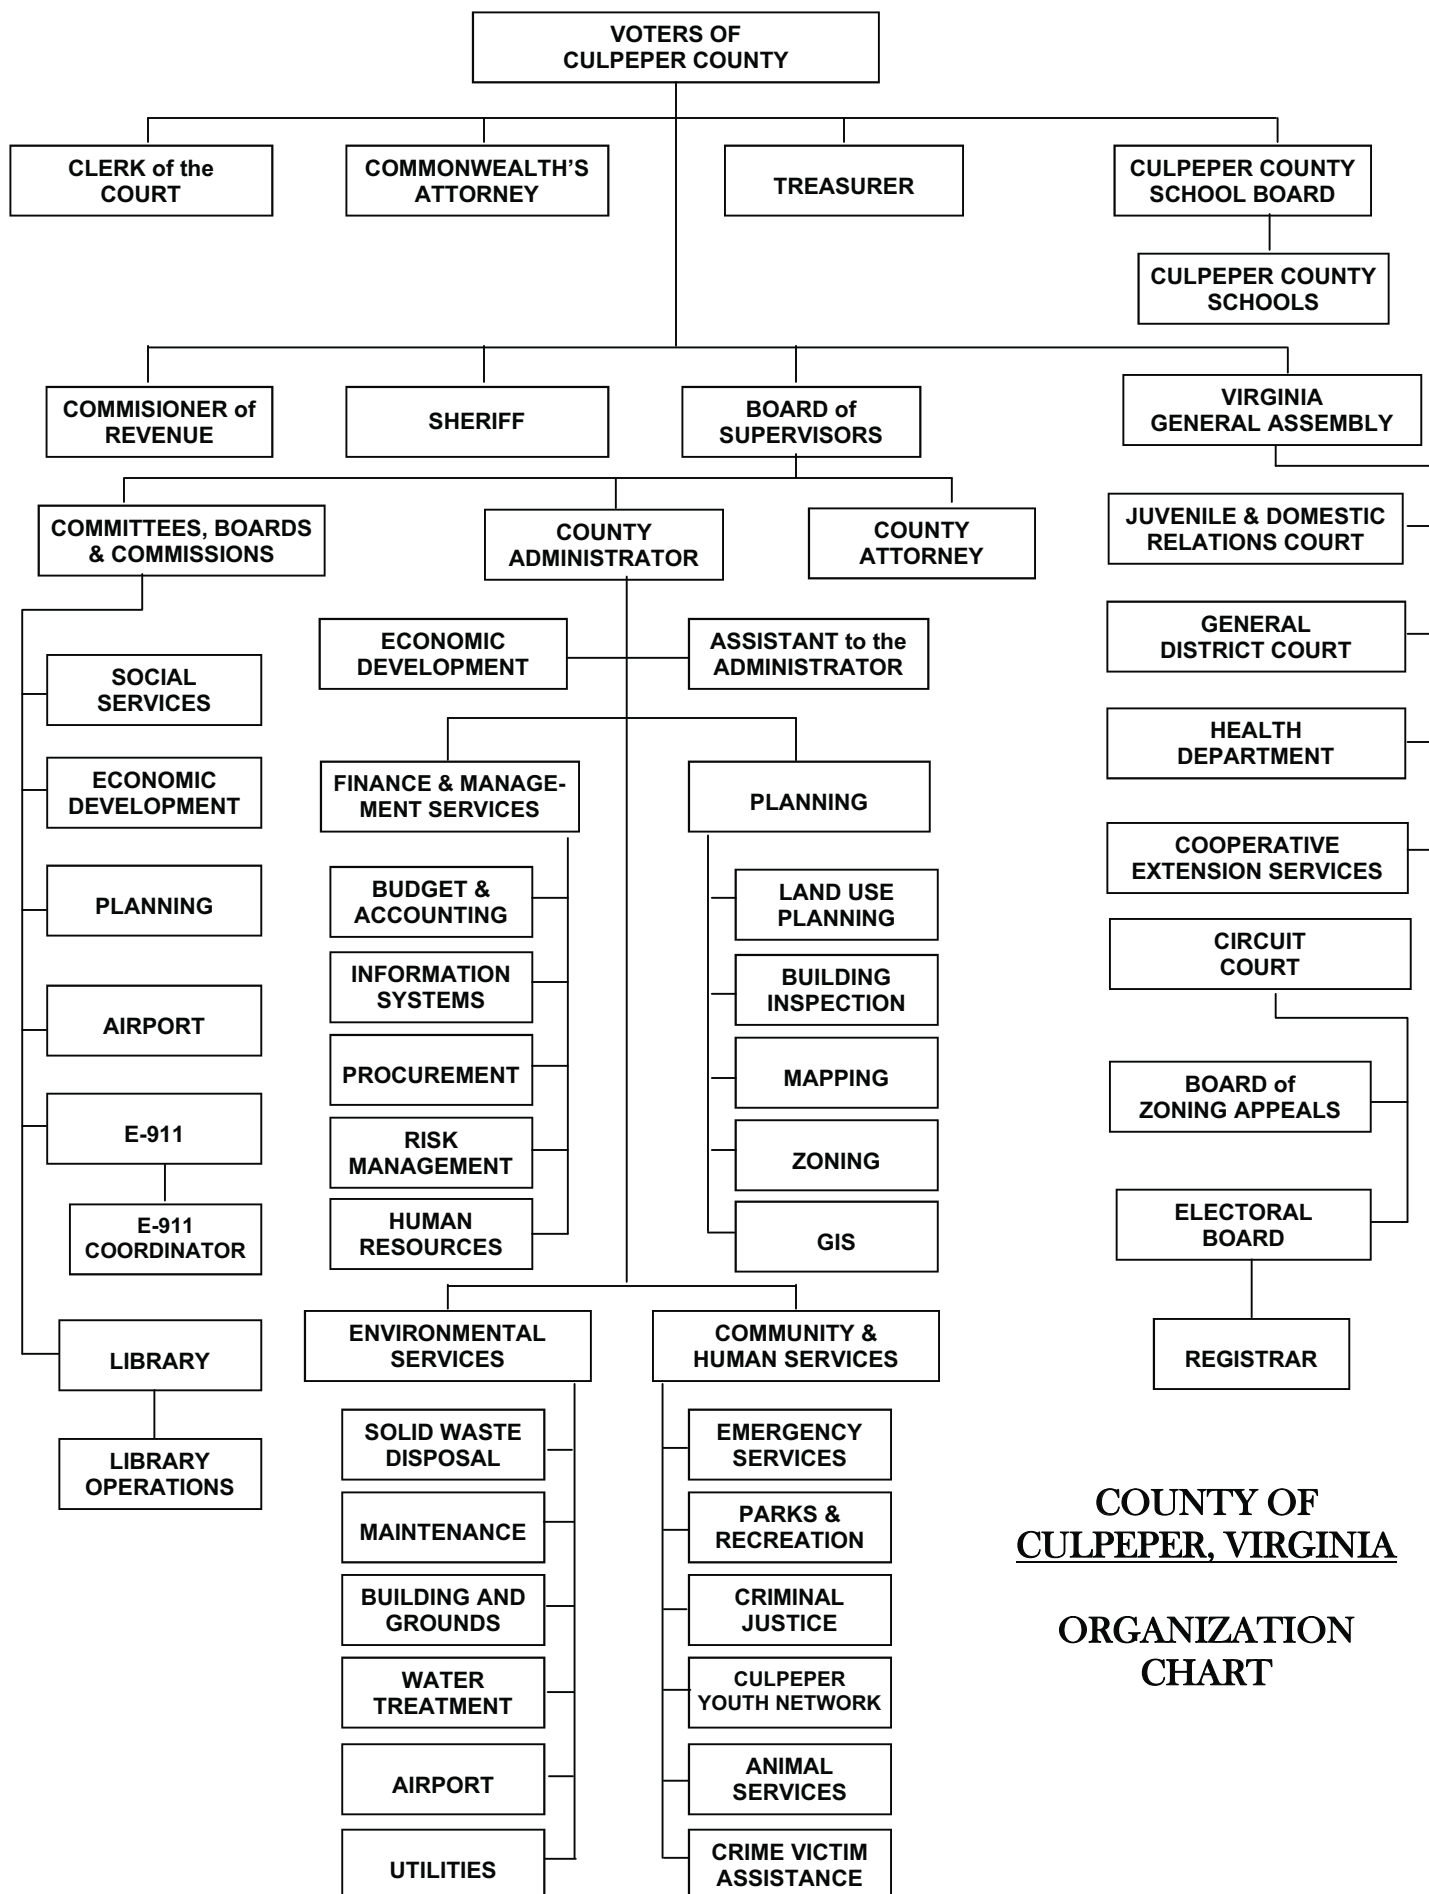 VOTERS OF
CULPEPER COUNTY
CLERK of the
COURT
COMMONWEALTH'S
ATTORNEY
TREASURER
CULPEPER COUNTY
SCHOOL BOARD
CULPEPER COUNTY
SCHOOLS
COMMISIONER of
REVENUE
SHERIFF
BOARD of
SUPERVISORS
VIRGINIA
GENERAL ASSEMBLY
COMMITTEES, BOARDS
& COMMISSIONS
COUNTY
ADMINISTRATOR
COUNTY
ATTORNEY
SOCIAL
SERVICES
ECONOMIC
DEVELOPMENT
PLANNING
AIRPORT
E-911
E-911
COORDINATOR
LIBRARY
LIBRARY
OPERATIONS
ECONOMIC
DEVELOPMENT
ASSISTANT to the
ADMINISTRATOR
FINANCE & MANAGE-
MENT SERVICES
BUDGET &
ACCOUNTING
INFORMATION
SYSTEMS
PROCUREMENT
RISK
MANAGEMENT
HUMAN
RESOURCES
PLANNING
LAND USE
PLANNING
BUILDING
INSPECTION
MAPPING
ZONING
GIS
ENVIRONMENTAL
SERVICES
SOLID WASTE
DISPOSAL
MAINTENANCE
BUILDING AND
GROUNDS
WATER
TREATMENT
AIRPORT
UTILITIES
COMMUNITY &
HUMAN SERVICES
EMERGENCY
SERVICES
PARKS &
RECREATION
CRIMINAL
JUSTICE
CULPEPER
YOUTH NETWORK
ANIMAL
SERVICES
CRIME VICTIM
ASSISTANCE
JUVENILE & DOMESTIC
RELATIONS COURT
GENERAL
DISTRICT COURT
HEALTH
DEPARTMENT
COOPERATIVE
EXTENSION SERVICES
CIRCUIT
COURT
BOARD of
ZONING APPEALS
ELECTORAL
BOARD
REGISTRAR
COUNTY OF
CULPEPER, VIRGINIA
ORGANIZATION
CHART